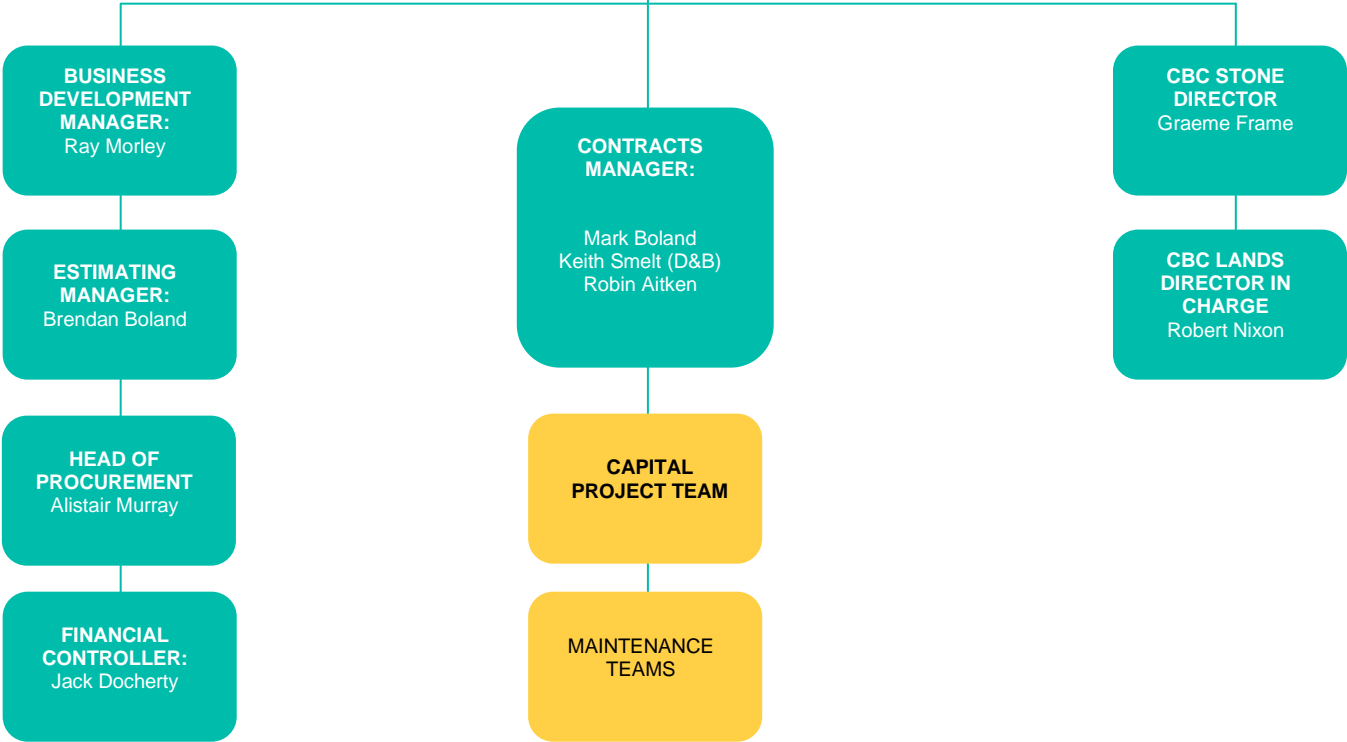 BUSINESS
DEVELOPMENT
MANAGER:
Ray Morley
ESTIMATING
MANAGER:
Brendan Boland
HEAD OF
PROCUREMENT
Alistair Murray
FINANCIAL
CONTROLLER:
Jack Docherty
CONTRACTS
MANAGER:
Mark Boland
Keith Smelt (D&B)
Robin Aitken
CAPITAL
PROJECT TEAM
MAINTENANCE
TEAMS
CBC STONE
DIRECTOR
Graeme Frame
CBC LANDS
DIRECTOR IN
CHARGE
Robert Nixon